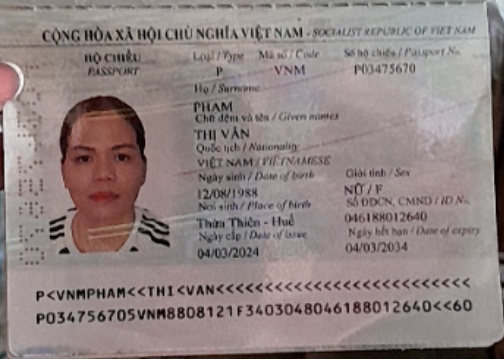 CỘNG HÒA XÃ HỘI CHỦ NGHĨA VIỆT NAM - SOCIALIST REPUBLIC OF VIET NAM
HỘ CHIẾU Loại / Type Mã số / Code Số hộ chiếu / Passport No.
PASSPORT P VNM P03475670
Họ / Surname
PHẠM
Chữ đệm và tên / Given names
THỊ VÂN
Quốc tịch / Nationality
VIỆT NAM / VIETNAMESE
Ngày sinh / Date of birth Giới tính / Sex
12/08/1988 NỮ / F
Nơi sinh / Place of birth Số ĐDCN, CMND / ID No.
Thừa Thiên - Huế 046188012640
Ngày cấp / Date of issue Ngày hết hạn / Date of expiry
04/03/2024 04/03/2034
P<VNMPHAM<<THI<VAN<<<<<<<<<<<<<<<<<<<<<<<<<<
P034756705VNM8808121F3403048046188012640<<60